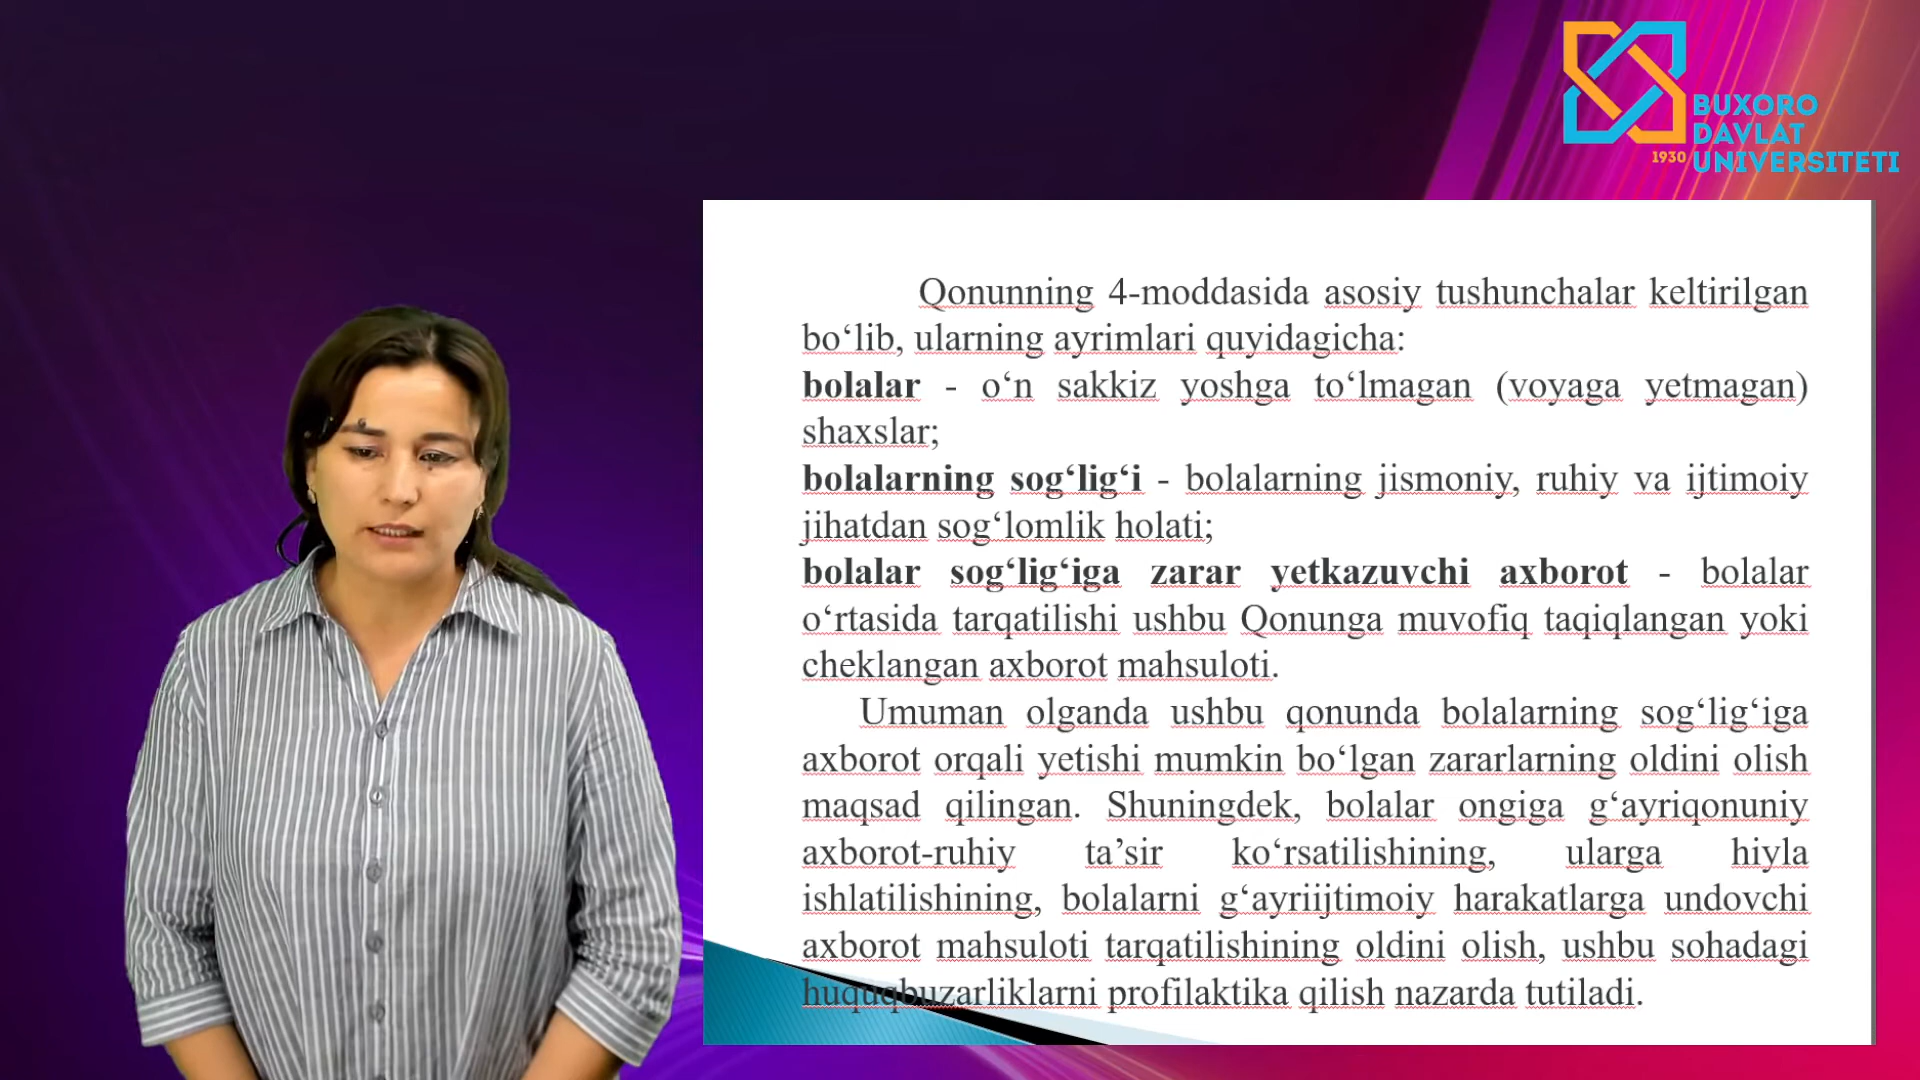 BUXORO
DAVLAT
1930 UNIVERSITETI
Qonunning 4-moddasida asosiy tushunchalar keltirilgan
bo‘lib, ularning ayrimlari quyidagicha:
bolalar - o‘n sakkiz yoshga to‘lmagan (voyaga yetmagan)
shaxslar;
bolalarning sog‘lig‘i - bolalarning jismoniy, ruhiy va ijtimoiy
jihatdan sog‘lomlik holati;
bolalar sog‘lig‘iga zarar yetkazuvchi axborot - bolalar
o‘rtasida tarqatilishi ushbu Qonunga muvofiq taqiqlangan yoki
cheklangan axborot mahsuloti.
Umuman olganda ushbu qonunda bolalarning sog‘lig‘iga
axborot orqali yetishi mumkin bo‘lgan zararlarning oldini olish
maqsad qilingan. Shuningdek, bolalar ongiga g‘ayriqonuniy
axborot-ruhiy ta’sir ko‘rsatilishining, ularga hiyla
ishlatilishining, bolalarni g‘ayriijtimoiy harakatlarga undovchi
axborot mahsuloti tarqatilishining oldini olish, ushbu sohadagi
huquqbuzarliklarni profilaktika qilish nazarda tutiladi.